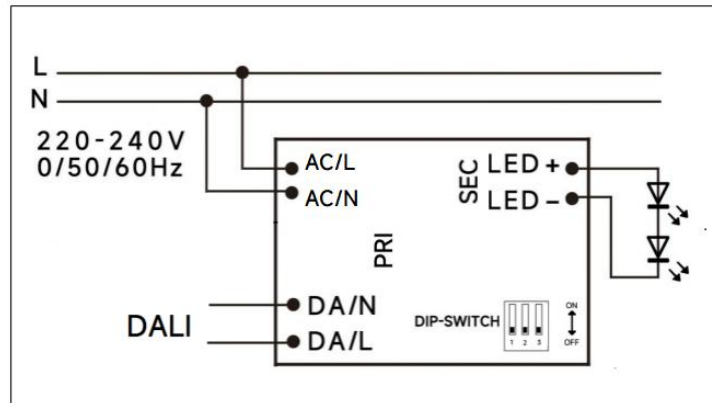 L
N
220-240V
0/50/60Hz
AC/L
AC/N
PRI
SEC
LED +
LED −
DALI
DA/N
DA/L
DIP-SWITCH
1 2 3
ON
OFF